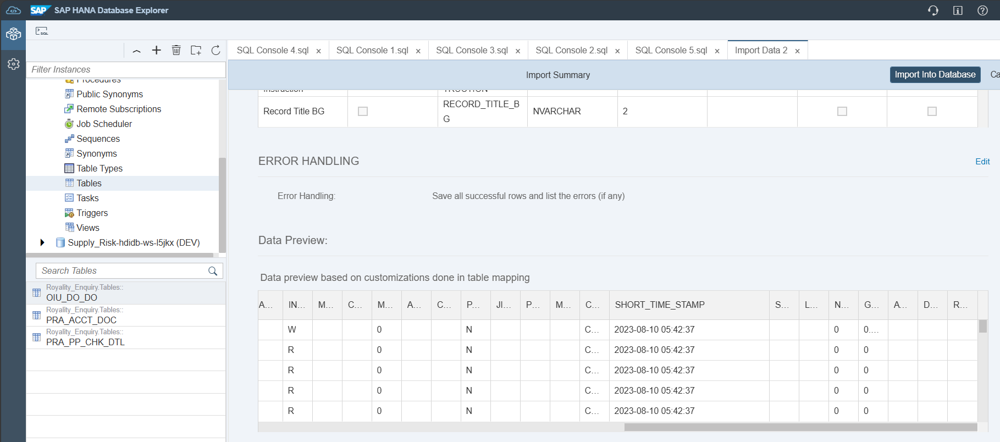 SAP SAP HANA Database Explorer
SQL
SQL Console 4.sql × SQL Console 1.sql × SQL Console 3.sql × SQL Console 2.sql × SQL Console 5.sql × Import Data 2 ×
Filter Instances
Procedures
Public Synonyms
Remote Subscriptions
Job Scheduler
Sequences
Synonyms
Table Types
Tables
Tasks
Triggers
Views
Supply_Risk-hdidb-ws-l5jkx (DEV)
Search Tables
Royality_Enquiry.Tables::
OIU_DO_DO
Royality_Enquiry.Tables::
PRA_ACCT_DOC
Royality_Enquiry.Tables::
PRA_PP_CHK_DTL
Import Summary
Import Into Database
Ca
Instruction TRUCTION
Record Title BG RECORD_TITLE_B NVARCHAR 2
G
ERROR HANDLING
Edit
Error Handling: Save all successful rows and list the errors (if any)
Data Preview:
Data preview based on customizations done in table mapping
A... IN... M... C... M... A... C... P... JI... P... M... C... SHORT_TIME_STAMP S... L... N... G... A... D... R...
W 0 N C... 2023-08-10 05:42:37 0 0....
R 0 N C... 2023-08-10 05:42:37 0 0
R 0 N C... 2023-08-10 05:42:37 0 0
R 0 N C... 2023-08-10 05:42:37 0 0
R 0 N C... 2023-08-10 05:42:37 0 0